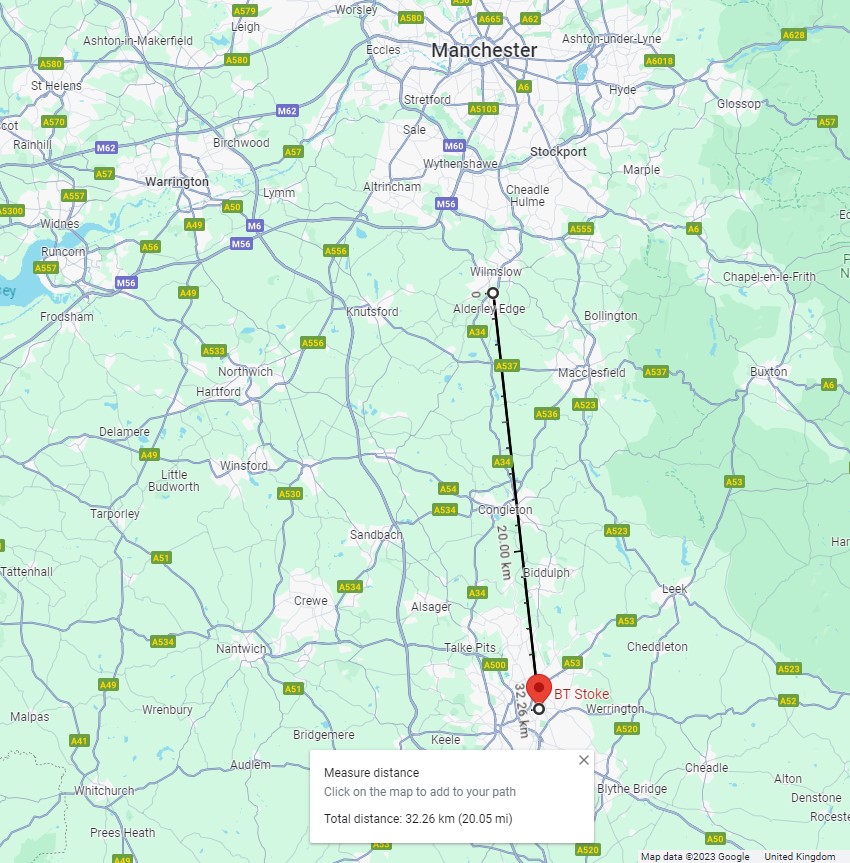 A579
Worsley
A580
A665
A62
Leigh
A628
Ashton-in-Makerfield
Eccles
Manchester
Ashton-under-Lyne
A580
A580
A6018
St Helens
A6
Hyde
Stretford
Glossop
M62
A5103
A570
A57
Sale
Rainhill
M62
Birchwood
M60
A57
Stockport
Wythenshawe
Marple
A57
Warrington
Altrincham
Cheadle
Hulme
Lymm
A557
A50
M56
A5300
Widnes
A49
M6
A555
A6
Runcorn
A56
M56
A556
A557
Wilmslow
Chapel-en-le-Frith
M56
A49
0
Frodsham
Knutsford
Alderley Edge
Bollington
A34
A533
A556
A537
Northwich
Macclesfield
A537
Buxton
Hartford
A6
A536
A523
Delamere
A49
A34
Winsford
Little
Budworth
A54
A53
A530
Tarporley
A534
Congleton
Sandbach
A523
20.00 km
A51
Tattenhall
Biddulph
A534
A34
Leek
Crewe
Alsager
A53
A534
Nantwich
Talke Pits
Cheddleton
A500
A53
A523
A49
A51
BT Stoke
A52
Malpas
Wrenbury
32.26 km
Werrington
A520
Bridgemere
Keele
A41
Audlem
Measure distance
Click on the map to add to your path
Total distance: 32.26 km (20.05 mi)
Cheadle
Alton
Whitchurch
Blythe Bridge
Denstone
Prees Heath
A50
A53
A520
Map data ©2023 Google
United Kingdom